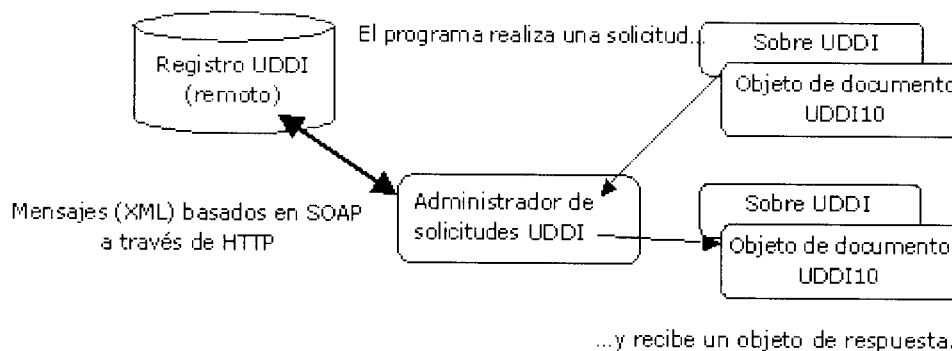 El programa realiza una solicitud...
Registro UDDI
(remoto)
Sobre UDDI
Objeto de documento
UDDI10
Mensajes (XML) basados en SOAP
a través de HTTP
Administrador de
solicitudes UDDI
Sobre UDDI
Objeto de documento
UDDI10
...y recibe un objeto de respuesta.